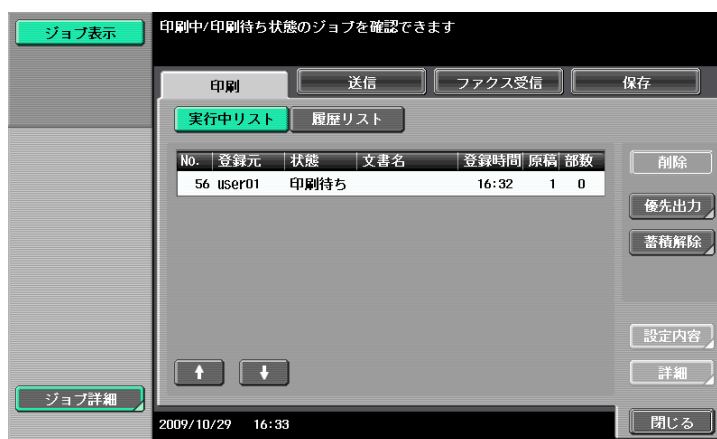 ジョブ表示
印刷中/印刷待ち状態のジョブを確認できます
印刷 送信 ファクス受信 保存
実行中リスト 履歴リスト
No. 登録元 状態 文書名 登録時間 原稿 部数
56 user01 印刷待ち 16:32 1 0
削除
優先出力
蓄積解除
設定内容
詳細
ジョブ詳細
2009/10/29 16:33
閉じる